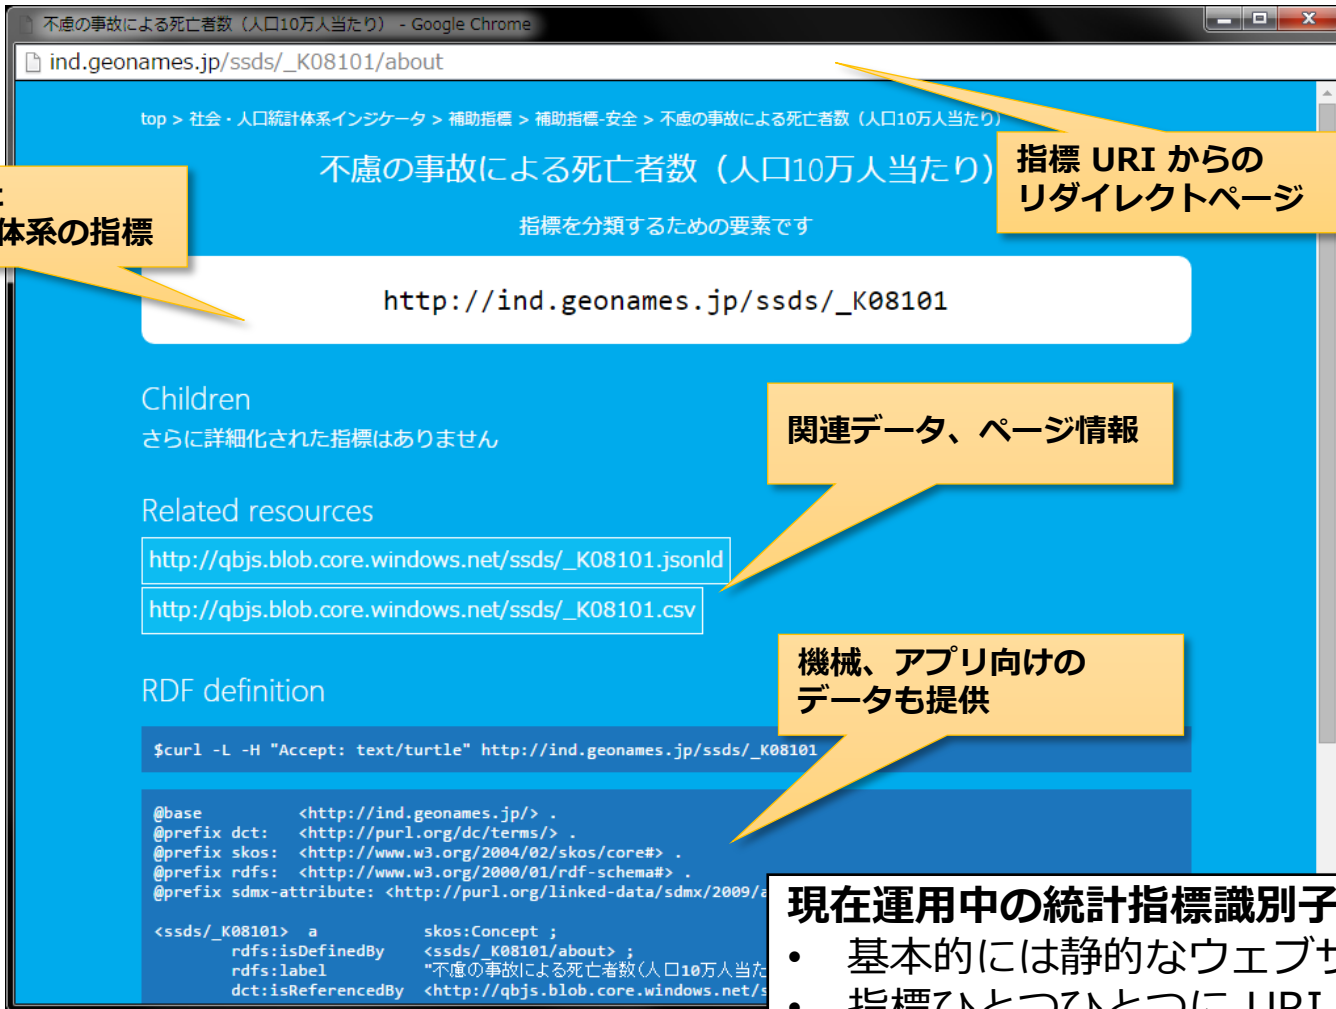 不慮の事故による死亡者数（人口10万人当たり） - Google Chrome
ind.geonames.jp/ssds/_K08101/about
top > 社会・人口統計体系インジケータ > 補助指標 > 補助指標-安全 > 不慮の事故による死亡者数（人口10万人当たり）
指標 URI からの
リダイレクトページ
不慮の事故による死亡者数（人口10万人当たり）
体系の指標
指標を分類するための要素です
http://ind.geonames.jp/ssds/_K08101
Children
さらに詳細化された指標はありません
関連データ、ページ情報
Related resources
http://qbjs.blob.core.windows.net/ssds/_K08101.jsonld
http://qbjs.blob.core.windows.net/ssds/_K08101.csv
機械、アプリ向けの
データも提供
RDF definition
$curl -L -H "Accept: text/turtle" http://ind.geonames.jp/ssds/_K08101
@base <http://ind.geonames.jp/> .
@prefix dct: <http://purl.org/dc/terms/> .
@prefix skos: <http://www.w3.org/2004/02/skos/core#> .
@prefix rdfs: <http://www.w3.org/2000/01/rdf-schema#> .
@prefix sdmx-attribute: <http://purl.org/linked-data/sdmx/2009/a
<ssds/_K08101> a skos:Concept ;
rdfs:isDefinedBy <ssds/_K08101/about> ;
rdfs:label "不慮の事故による死亡者数（人口10万人当た
dct:isReferencedBy <http://qbjs.blob.core.windows.net/s
現在運用中の統計指標識別子
• 基本的には静的なウェブサ
• 指標ひとつひとつに URI